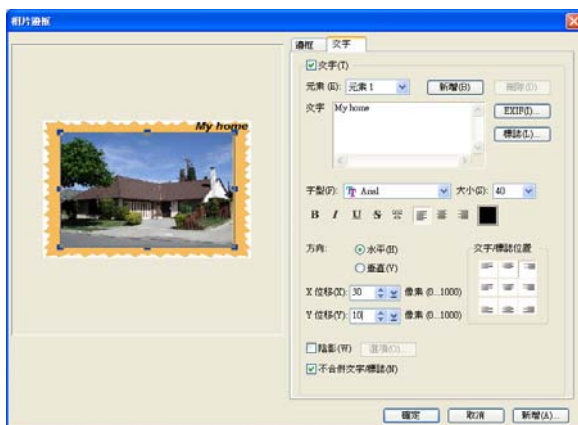 相片邊框
邊框 文字
文字(T)
元素(E): 元素 1 新增(B) 刪除(D)
文字 My home EXIF(I)...
標誌(L)...
My home
字型(F): Arial 大小(S): 40
B I U S
方向: 水平(H) 文字/標誌位置
垂直(V)
X 位移(X): 30 像素 (0...1000)
Y 位移(Y): 10 像素 (0...1000)
陰影(W) 選項(O)...
不合併文字/標誌(N)
確定 取消 新增(A)...